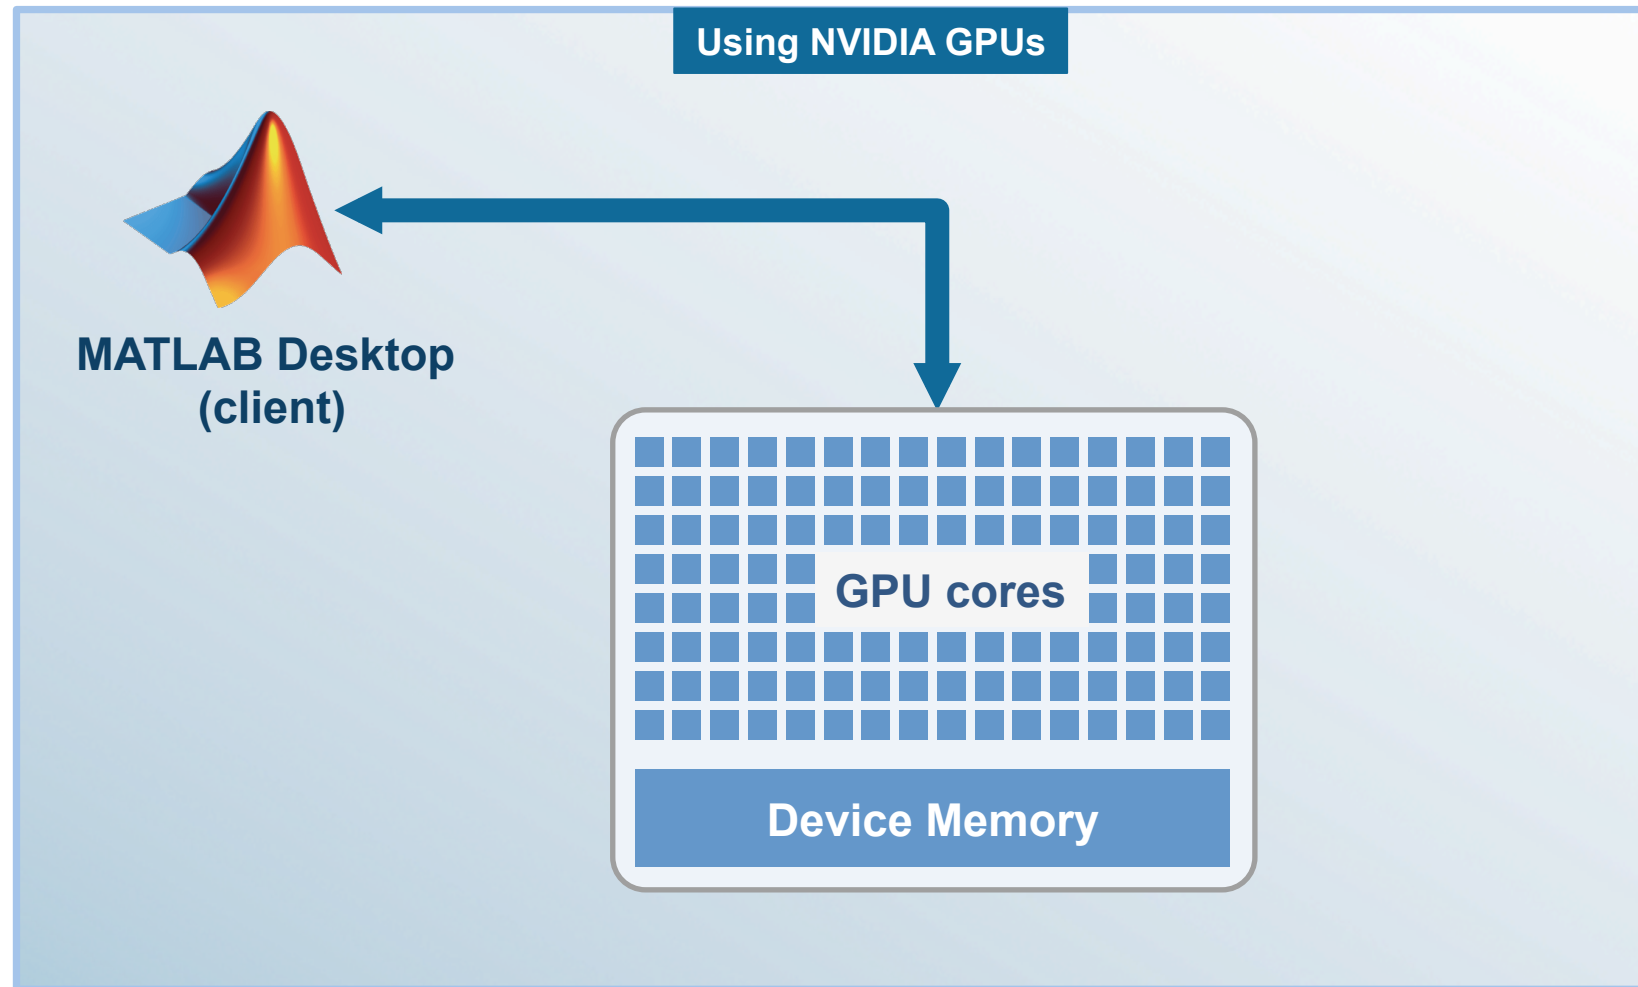 Using NVIDIA GPUs
MATLAB Desktop
(client)
GPU cores
Device Memory